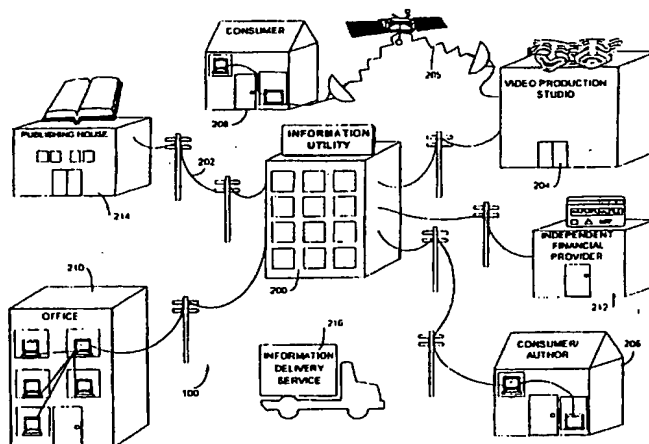 CONSUMER
205
VIDEO PRODUCTION
STUDIO
208
PUBLISHING HOUSE
INFORMATION
UTILITY
202
204
214
INDEPENDENT
FINANCIAL
PROVIDER
210
200
212
OFFICE
216
CONSUMER/
AUTHOR
206
INFORMATION
DELIVERY
SERVICE
100